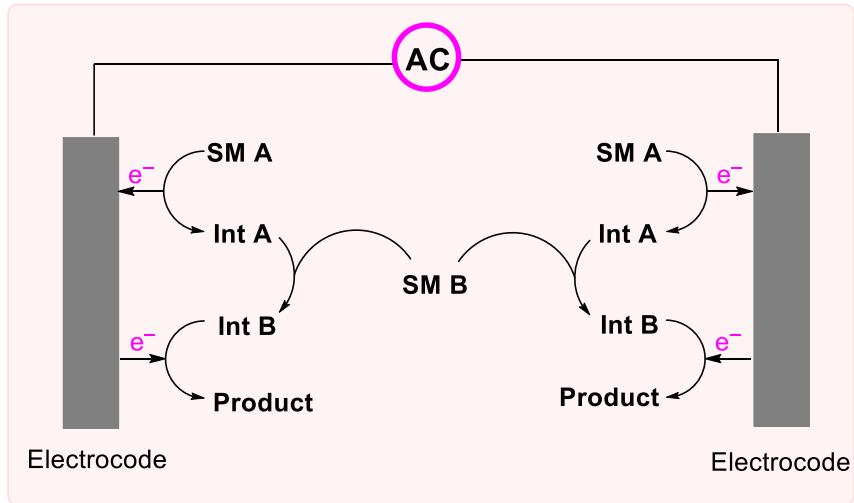 AC
SM A
SM A
e⁻
e⁻
Int A
Int A
SM B
Int B
Int B
e⁻
e⁻
Product
Product
Electrocode
Electrocode